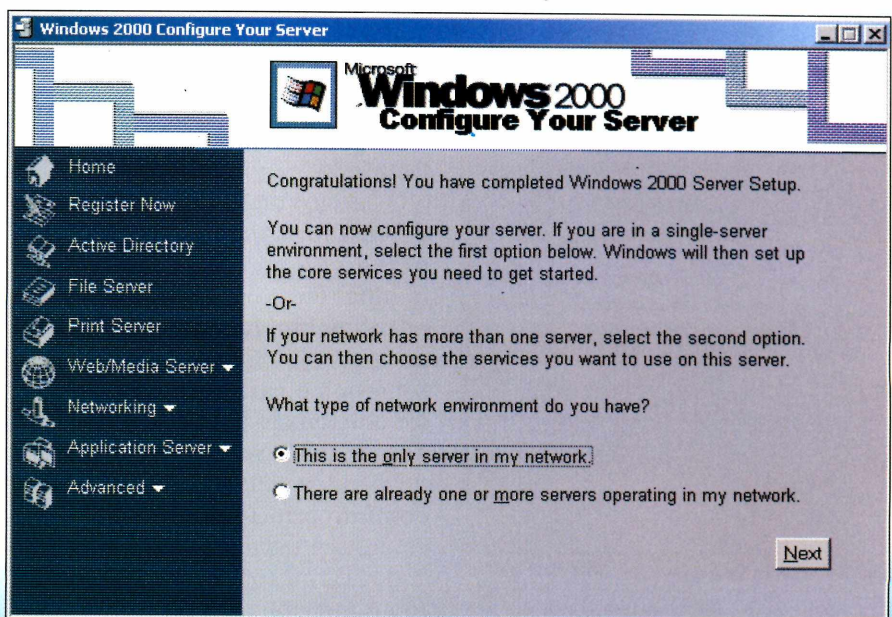 Windows 2000 Configure Your Server
Microsoft
Windows 2000
Configure Your Server
Home
Register Now
Active Directory
File Server
Print Server
Web/Media Server
Networking
Application Server
Advanced
Congratulations! You have completed Windows 2000 Server Setup.
You can now configure your server. If you are in a single-server
environment, select the first option below. Windows will then set up
the core services you need to get started.
-Or-
If your network has more than one server, select the second option.
You can then choose the services you want to use on this server.
What type of network environment do you have?
This is the only server in my network.
There are already one or more servers operating in my network.
Next